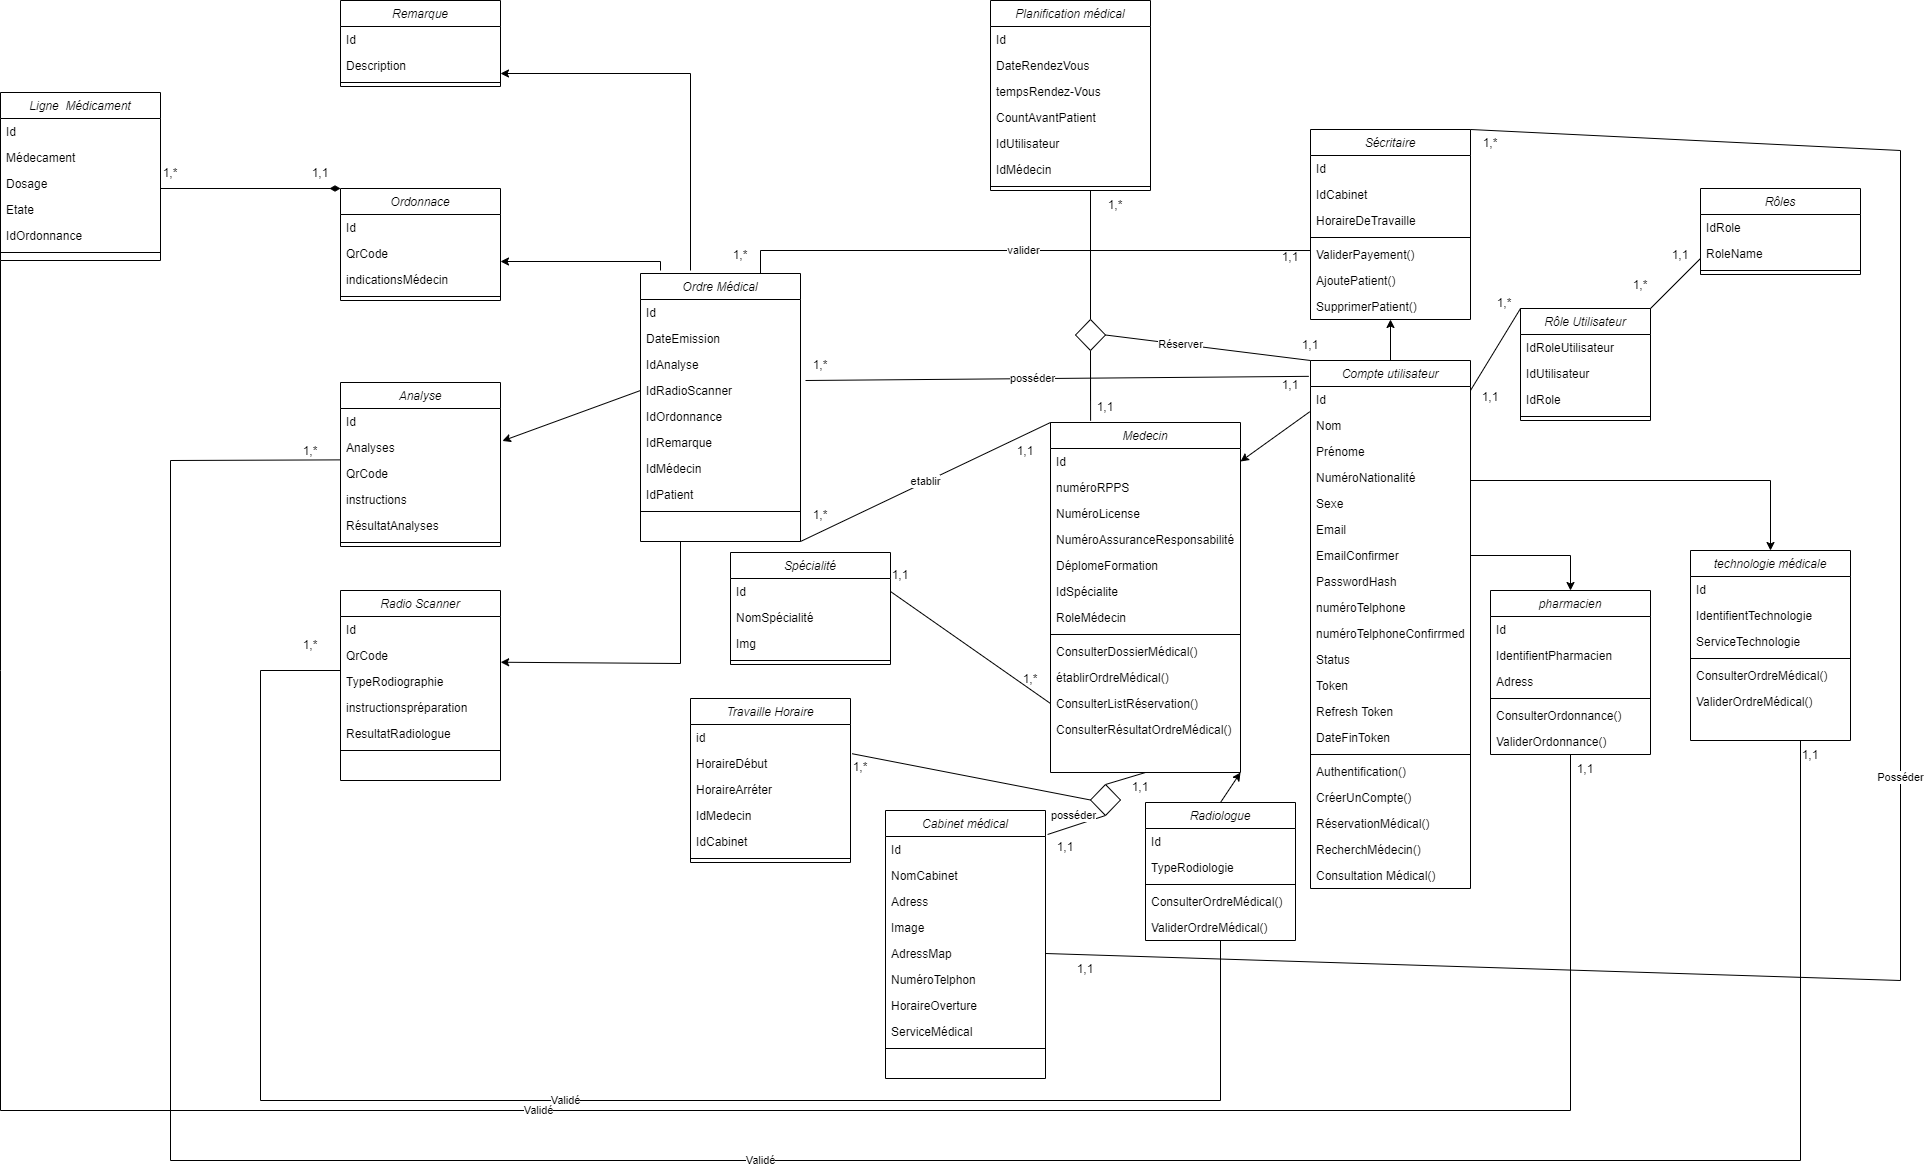 Remarque
Id
Description
Planification médical
Id
DateRendezVous
tempsRendez-Vous
CountAvantPatient
IdUtilisateur
IdMédecin
1,*
Ligne  Médicament
Id
Médecament
Dosage
Etate
IdOrdonnance
1,*
1,1
Ordonnace
Id
QrCode
indicationsMédecin
Sécritaire
Id
IdCabinet
HoraireDeTravaille
ValiderPayement()
AjoutePatient()
SupprimerPatient()
1,*
Rôles
IdRole
RoleName
1,1
1,*
Rôle Utilisateur
IdRoleUtilisateur
IdUtilisateur
IdRole
1,*
1,1
1,*
valider
1,1
Ordre Médical
Id
DateEmission
IdAnalyse
IdRadioScanner
IdOrdonnance
IdRemarque
IdMédecin
IdPatient
Réserver
1,1
1,*
posséder
1,1
1,1
Compte utilisateur
Id
Nom
Prénome
NuméroNationalité
Sexe
Email
EmailConfirmer
PasswordHash
numéroTelphone
numéroTelphoneConfirrmed
Status
Token
Refresh Token
DateFinToken
Authentification()
CréerUnCompte()
RéservationMédical()
RecherchMédecin()
Consultation Médical()
Analyse
Id
Analyses
QrCode
instructions
RésultatAnalyses
1,*
Medecin
Id
numéroRPPS
NuméroLicense
NuméroAssuranceResponsabilité
Déplome​Formation
IdSpécialite
RoleMédecin
ConsulterDossierMédical()
établirOrdreMédical()
ConsulterListRéservation()
ConsulterRésultatOrdreMédical()
1,1
etablir
1,*
Spécialité
Id
NomSpécialité
Img
1,1
1,*
technologie médicale
Id
IdentifientTechnologie
ServiceTechnologie
ConsulterOrdreMédical()
ValiderOrdreMédical()
1,1
pharmacien
Id
IdentifientPharmacien
Adress
ConsulterOrdonnance()
ValiderOrdonnance()
1,1
Radio Scanner
Id
QrCode
TypeRodiographie
instructionspréparation
ResultatRadiologue
1,*
Travaille Horaire
id
HoraireDébut
HoraireArréter
IdMedecin
IdCabinet
1,*
1,1
posséder
1,1
Posséder
Cabinet médical
Id
NomCabinet
Adress
Image
AdressMap
NuméroTelphon
HoraireOverture
ServiceMédical
1,1
Radiologue
Id
TypeRodiologie
ConsulterOrdreMédical()
ValiderOrdreMédical()
Validé
Validé
Validé